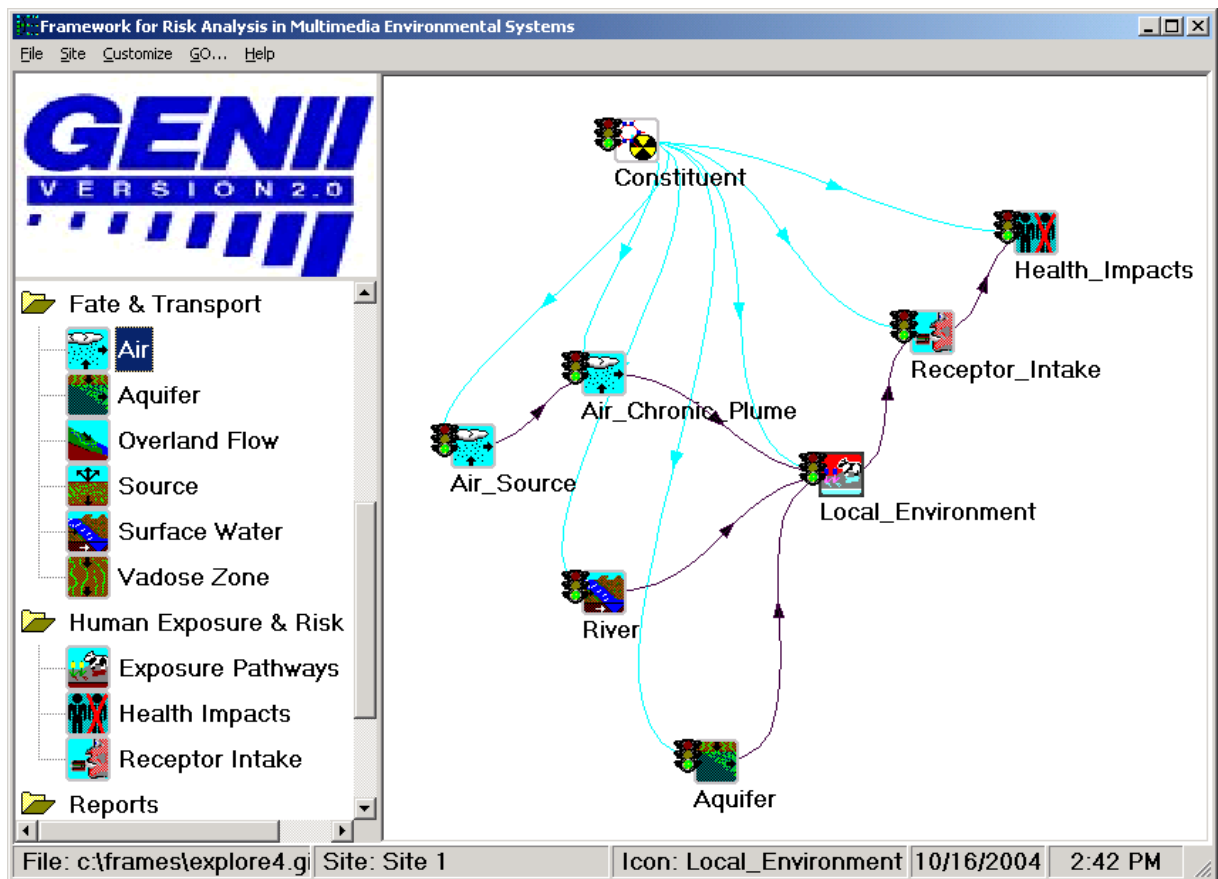 Framework for Risk Analysis in Multimedia Environmental Systems
File Site Customize GO... Help
GENII
VERSION 2.0
Fate & Transport
Air
Aquifer
Overland Flow
Source
Surface Water
Vadose Zone
Human Exposure & Risk
Exposure Pathways
Health Impacts
Receptor Intake
Reports
Constituent
Health_Impacts
Receptor_Intake
Air_Chronic_Plume
Air_Source
Local_Environment
River
Aquifer
File: c:\frames\explore4.gi Site: Site 1 Icon: Local_Environment 10/16/2004 2:42 PM